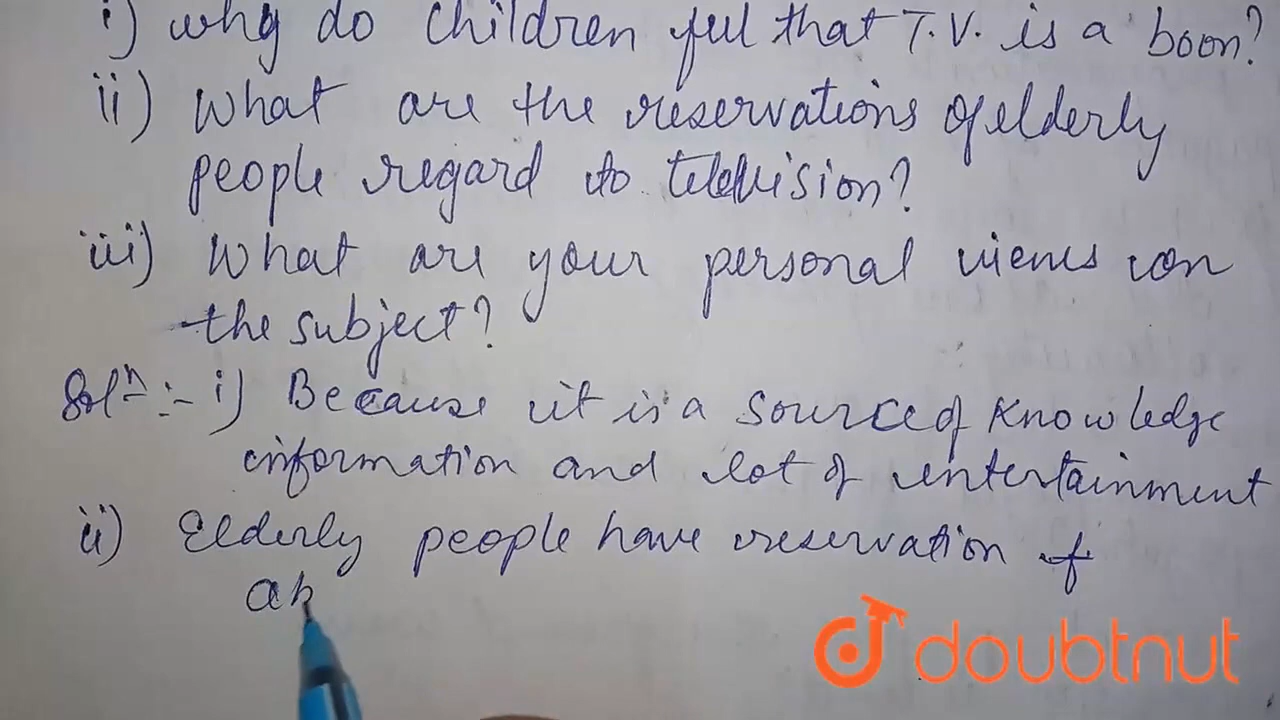 i) why do children feel that T.V. is a boon?
ii) What are the reservations of elderly
people regard to television?
iii) What are your personal views on
the subject?
Solⁿ :- i) Because it is a source of knowledge
information and lot of entertainment
ii) Elderly people have reservation of
ab
doubtnut